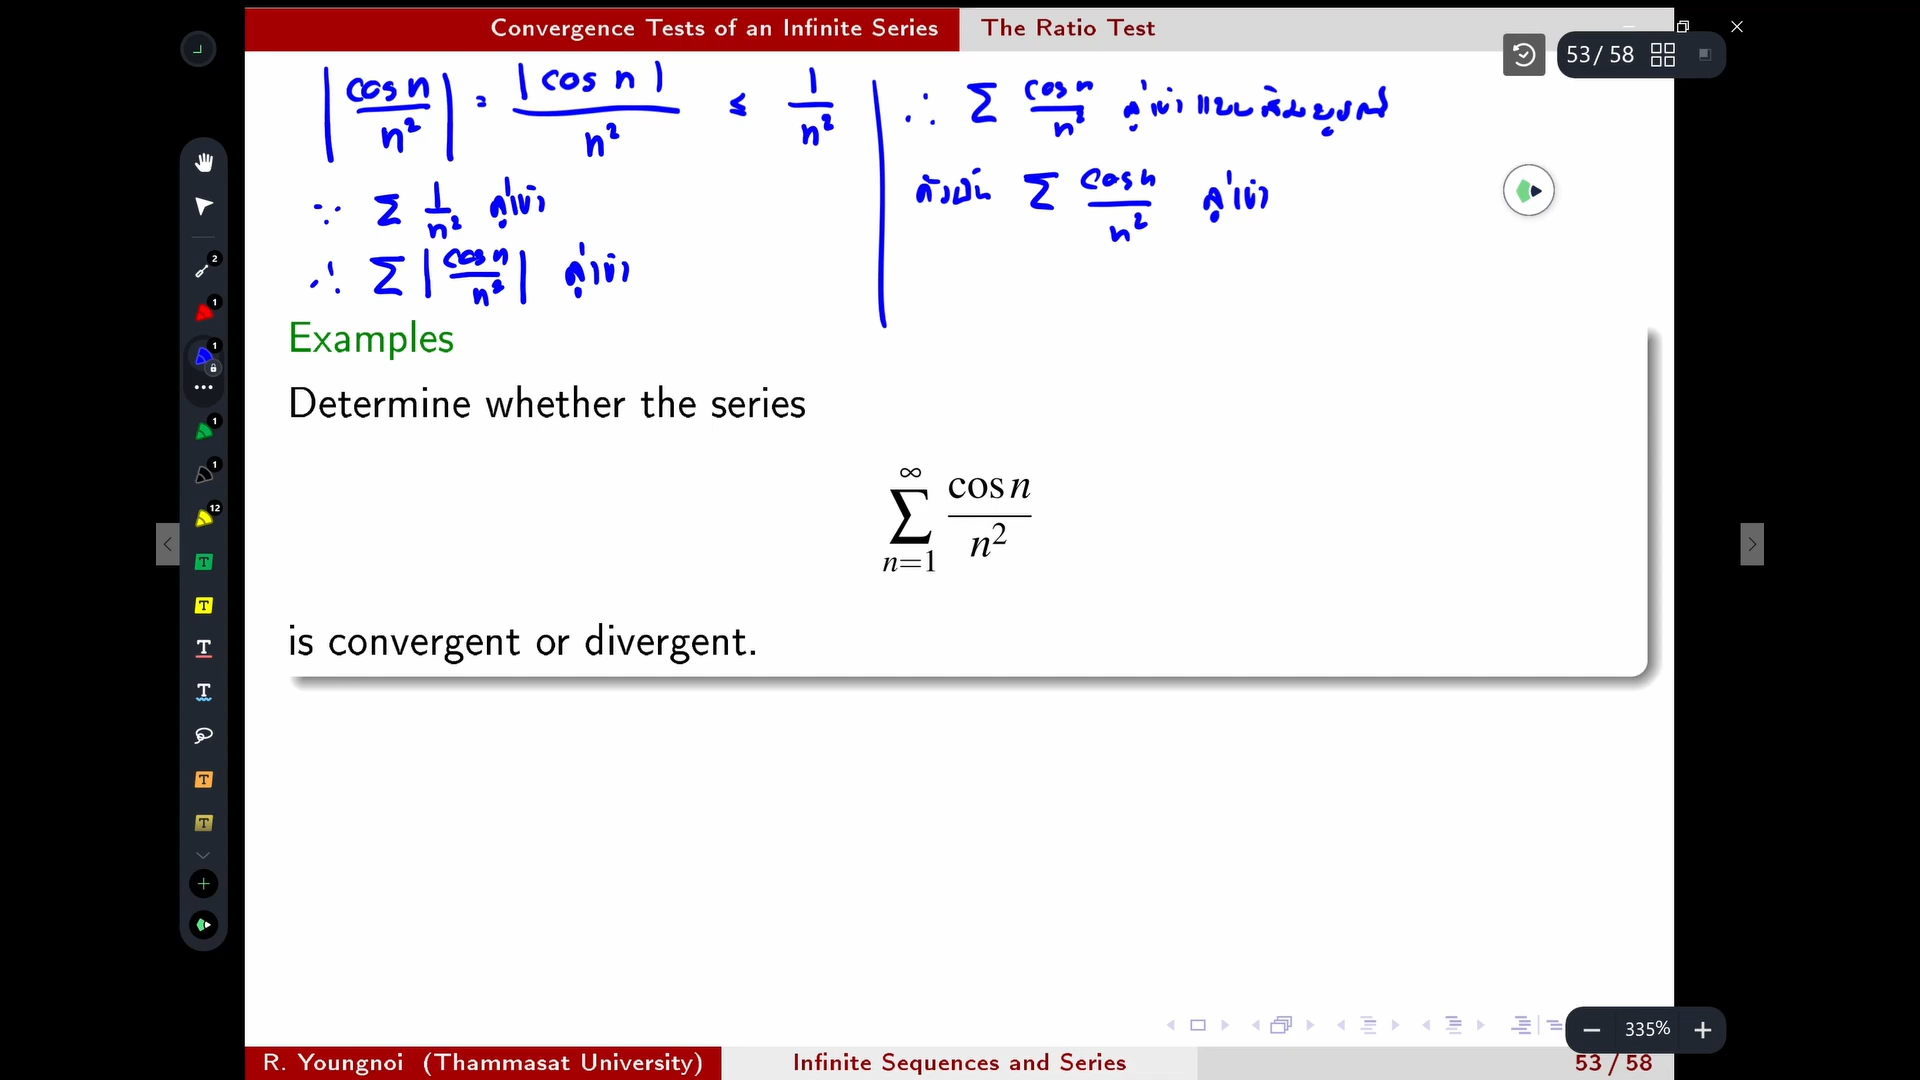 Convergence Tests of an Infinite Series The Ratio Test
53/58
|cos n / n²| = |cos n| / n² ≤ 1/n²
∵ Σ 1/n² ลู่เข้า
∴ Σ |cos n / n²| ลู่เข้า
∴ Σ cos n / n² ลู่เข้าแบบสัมบูรณ์
ดังนั้น Σ cos n / n² ลู่เข้า
Examples
Determine whether the series
∞
Σ cos n / n²
n=1
is convergent or divergent.
335%
R. Youngnoi (Thammasat University) Infinite Sequences and Series 53 / 58